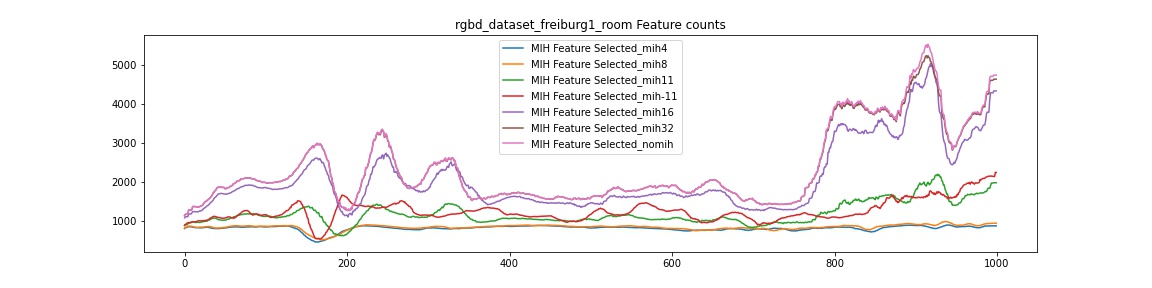 rgbd_dataset_freiburg1_room Feature counts
MIH Feature Selected_mih4
MIH Feature Selected_mih8
MIH Feature Selected_mih11
MIH Feature Selected_mih-11
MIH Feature Selected_mih16
MIH Feature Selected_mih32
MIH Feature Selected_nomih
5000
4000
3000
2000
1000
0 200 400 600 800 1000